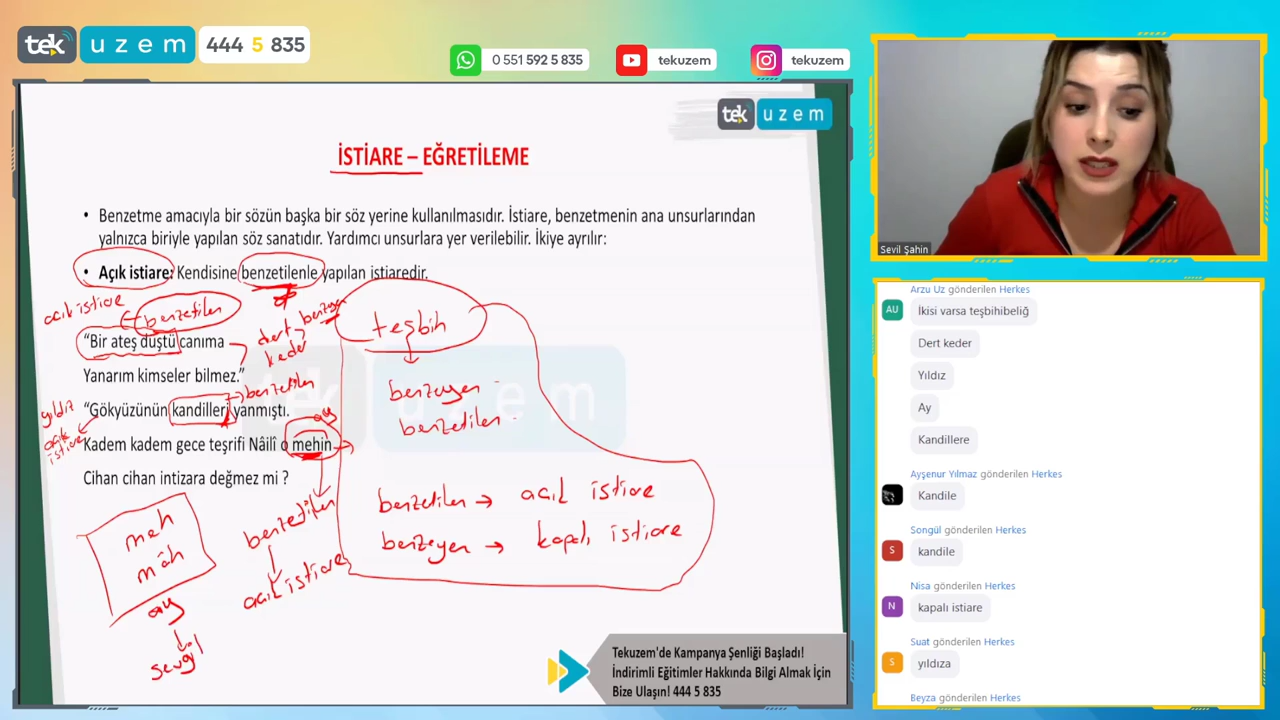 tek uzem 444 5 835
0 551 592 5 835
tekuzem
tekuzem
tek uzem
İSTİARE – EĞRETİLEME
• Benzetme amacıyla bir sözün başka bir söz yerine kullanılmasıdır. İstiare, benzetmenin ana unsurlarından
yalnızca biriyle yapılan söz sanatıdır. Yardımcı unsurlara yer verilebilir. İkiye ayrılır:
• Açık istiare: Kendisine benzetilenle yapılan istiaredir.
açık istiare
benzetilen
benzeyen
dert
keder
teşbih
"Bir ateş düştü canıma
Yanarım kimseler bilmez."
benzetilen
benzeyen
benzetilen
yıldız
açık
istiare
"Gökyüzünün kandilleri yanmıştı.
ay
Kadem kadem gece teşrifi Nâilî o mehin
Cihan cihan intizara değmez mi ?
benzetilen → açık istiare
benzeyen → kapalı istiare
benzetilen
açık istiare
meh
mâh
ay
sevgili
Tekuzem'de Kampanya Şenliği Başladı!
İndirimli Eğitimler Hakkında Bilgi Almak İçin
Bize Ulaşın! 444 5 835
tek uzem
Sevil Şahin
Arzu Uz gönderilen Herkes
AU
İkisi varsa teşbihibeliğ
Dert keder
Yıldız
Ay
Kandillere
Ayşenur Yılmaz gönderilen Herkes
Kandile
Songül gönderilen Herkes
S
kandile
Nisa gönderilen Herkes
N
kapalı istiare
Suat gönderilen Herkes
S
yıldıza
Beyza gönderilen Herkes